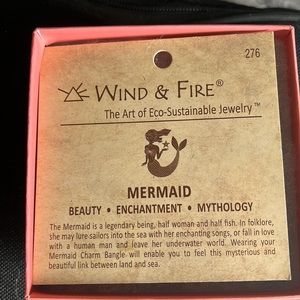 276
WIND & FIRE®
The Art of Eco-Sustainable Jewelry™
MERMAID
BEAUTY • ENCHANTMENT • MYTHOLOGY
The Mermaid is a legendary being, half woman and half fish. In folklore,
she may lure sailors into the sea with her enchanting songs, or fall in love
with a human man and leave her underwater world. Wearing your
Mermaid Charm Bangle will enable you to feel this mysterious and
beautiful link between land and sea.